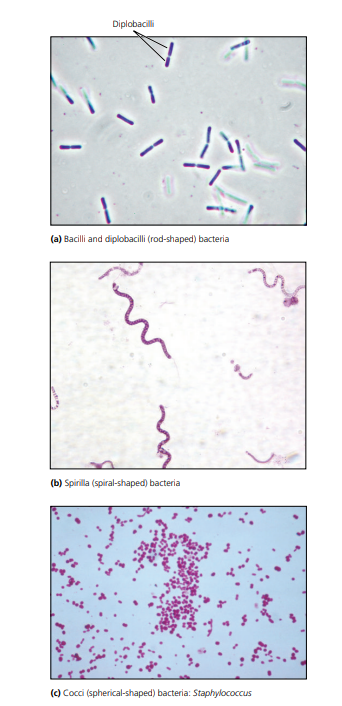 Diplobacilli
(a) Bacilli and diplobacilli (rod-shaped) bacteria
(b) Spirilla (spiral-shaped) bacteria
(c) Cocci (spherical-shaped) bacteria: Staphylococcus